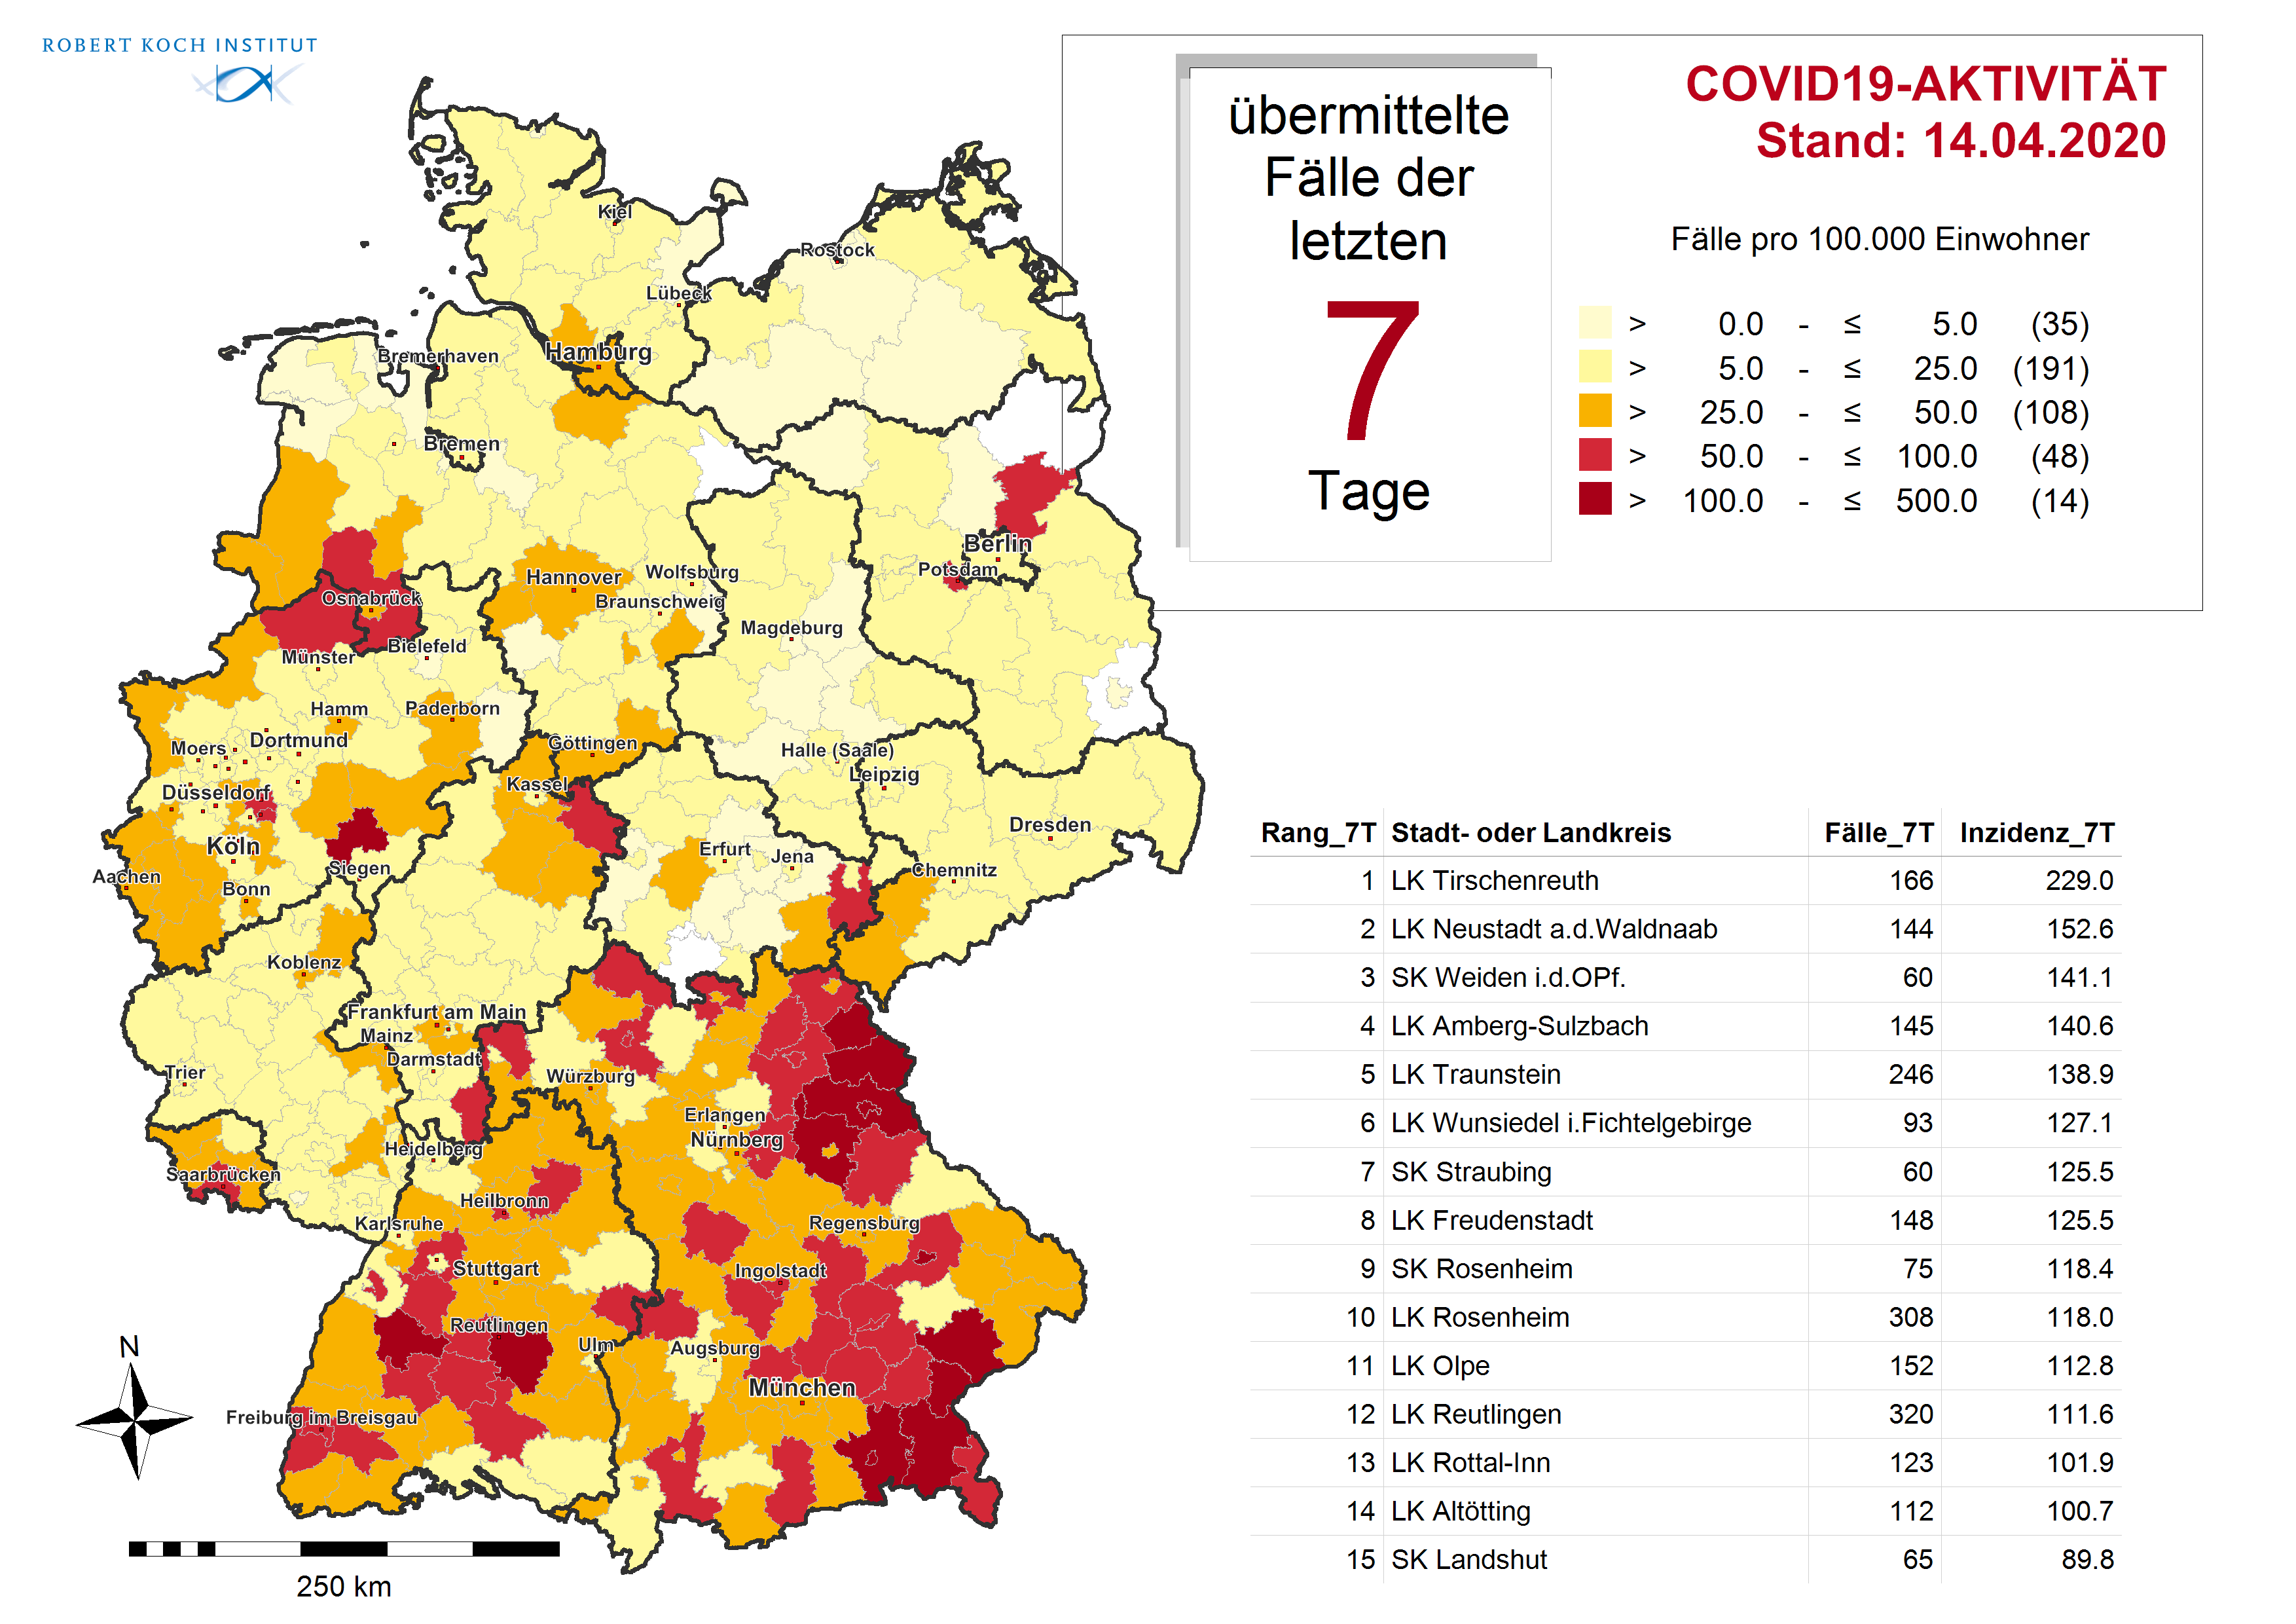 ROBERT KOCH INSTITUT
COVID19-AKTIVITÄT
Stand: 14.04.2020
übermittelte
Fälle der
letzten
7
Tage
Fälle pro 100.000 Einwohner
> 0.0 - ≤ 5.0 (35)
> 5.0 - ≤ 25.0 (191)
> 25.0 - ≤ 50.0 (108)
> 50.0 - ≤ 100.0 (48)
> 100.0 - ≤ 500.0 (14)
Kiel
Rostock
Lübeck
Bremerhaven
Hamburg
Bremen
Berlin
Potsdam
Hannover
Wolfsburg
Braunschweig
Osnabrück
Magdeburg
Bielefeld
Münster
Hamm
Paderborn
Moers
Dortmund
Göttingen
Halle (Saale)
Leipzig
Kassel
Düsseldorf
Dresden
Köln
Erfurt
Jena
Siegen
Chemnitz
Aachen
Bonn
Koblenz
Frankfurt am Main
Mainz
Darmstadt
Trier
Würzburg
Erlangen
Nürnberg
Heidelberg
Saarbrücken
Heilbronn
Karlsruhe
Regensburg
Stuttgart
Ingolstadt
Reutlingen
Ulm
Augsburg
München
Freiburg im Breisgau
N
250 km
Rang_7T Stadt- oder Landkreis Fälle_7T Inzidenz_7T
1 LK Tirschenreuth 166 229.0
2 LK Neustadt a.d.Waldnaab 144 152.6
3 SK Weiden i.d.OPf. 60 141.1
4 LK Amberg-Sulzbach 145 140.6
5 LK Traunstein 246 138.9
6 LK Wunsiedel i.Fichtelgebirge 93 127.1
7 SK Straubing 60 125.5
8 LK Freudenstadt 148 125.5
9 SK Rosenheim 75 118.4
10 LK Rosenheim 308 118.0
11 LK Olpe 152 112.8
12 LK Reutlingen 320 111.6
13 LK Rottal-Inn 123 101.9
14 LK Altötting 112 100.7
15 SK Landshut 65 89.8